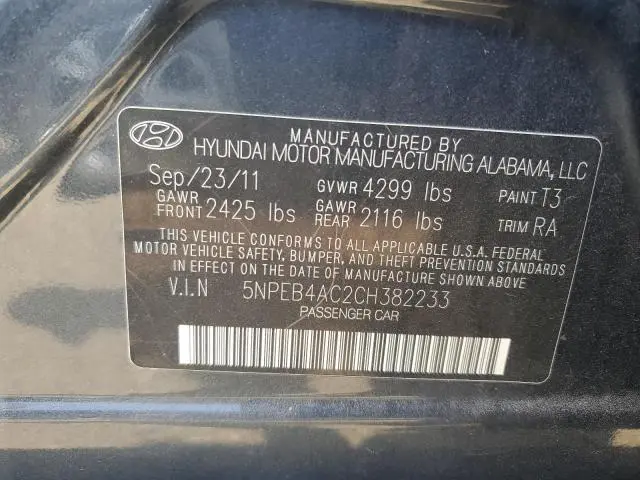 MANUFACTURED BY
HYUNDAI MOTOR MANUFACTURING ALABAMA, LLC
Sep/23/11 GVWR 4299 lbs PAINT T3
GAWR FRONT 2425 lbs GAWR REAR 2116 lbs TRIM RA
THIS VEHICLE CONFORMS TO ALL APPLICABLE U.S.A. FEDERAL
MOTOR VEHICLE SAFETY, BUMPER, AND THEFT PREVENTION STANDARDS
IN EFFECT ON THE DATE OF MANUFACTURE SHOWN ABOVE
V.I.N 5NPEB4AC2CH382233
PASSENGER CAR